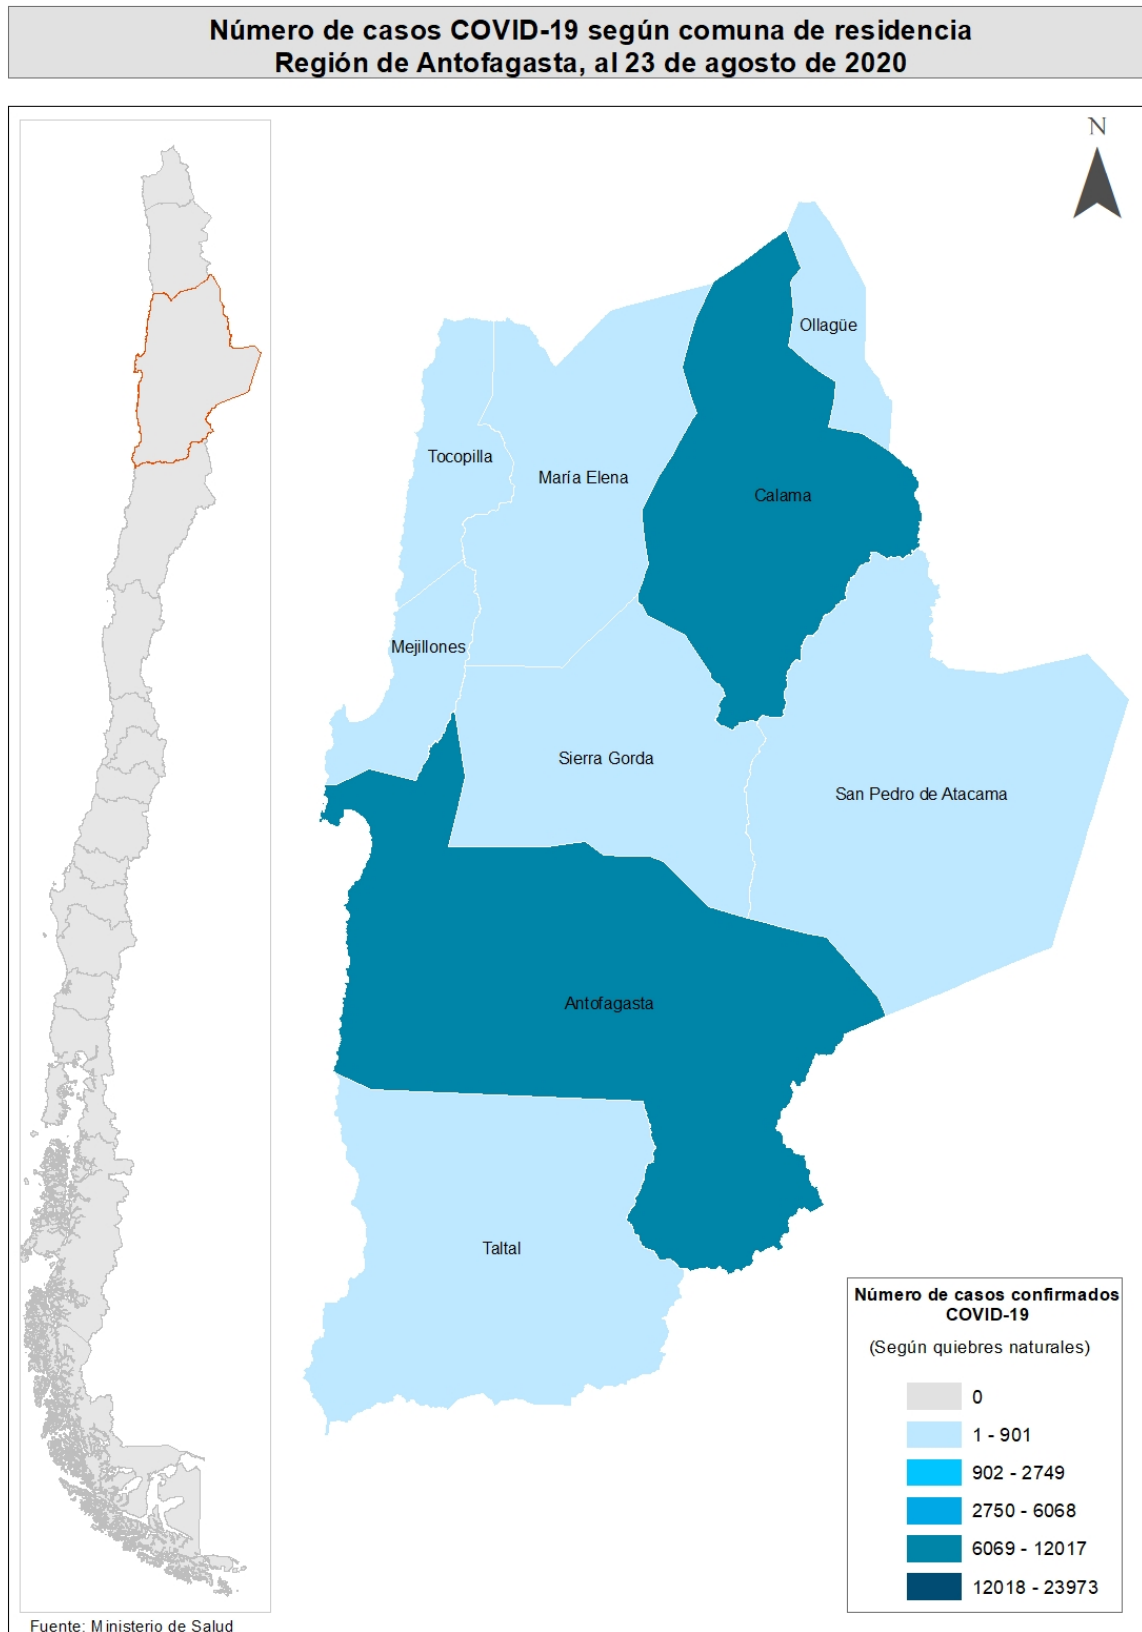 Número de casos COVID-19 según comuna de residencia
Región de Antofagasta, al 23 de agosto de 2020
N
Ollagüe
Tocopilla
María Elena
Calama
Mejillones
Sierra Gorda
San Pedro de Atacama
Antofagasta
Taltal
Número de casos confirmados
COVID-19
(Según quiebres naturales)
0
1 - 901
902 - 2749
2750 - 6068
6069 - 12017
12018 - 23973
Fuente: Ministerio de Salud